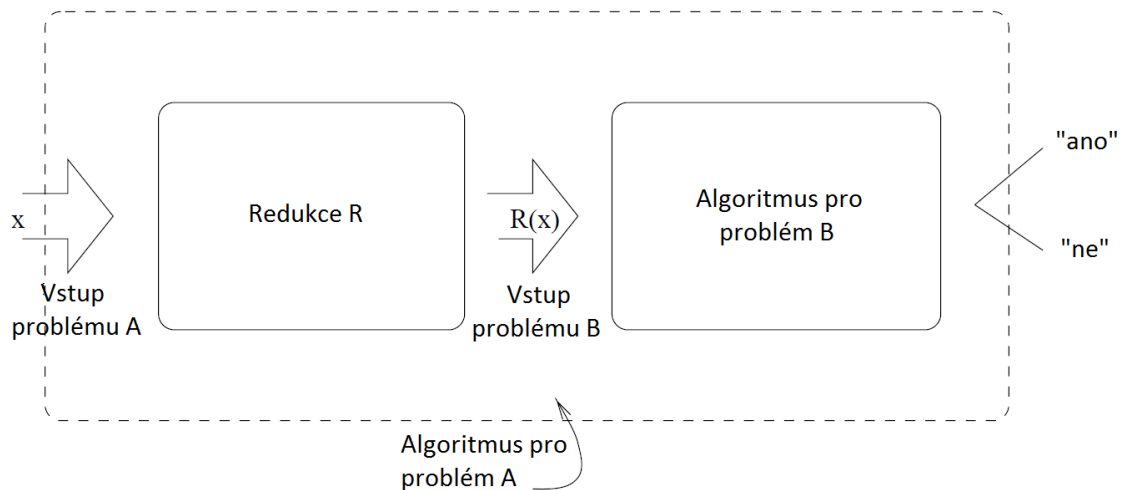 x
Vstup
problému A
Redukce R
R(x)
Vstup
problému B
Algoritmus pro
problém B
"ano"
"ne"
Algoritmus pro
problém A